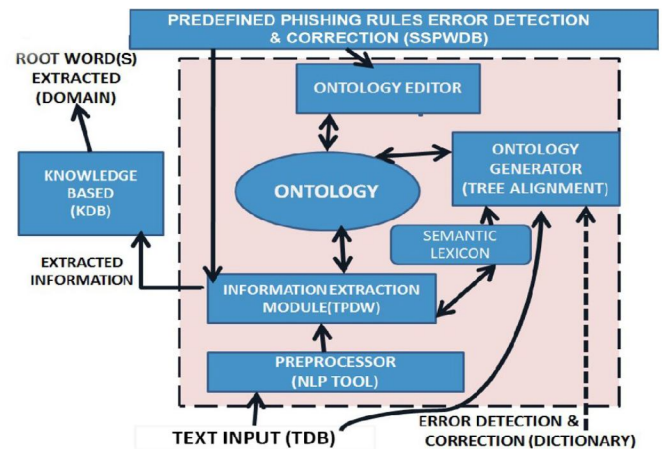 PREDEFINED PHISHING RULES ERROR DETECTION
& CORRECTION (SSPWDB)
ROOT WORD(S)
EXTRACTED
(DOMAIN)
ONTOLOGY EDITOR
ONTOLOGY
GENERATOR
(TREE ALIGNMENT)
KNOWLEDGE
BASED
(KDB)
ONTOLOGY
SEMANTIC
LEXICON
EXTRACTED
INFORMATION
INFORMATION EXTRACTION
MODULE(TPDW)
PREPROCESSOR
(NLP TOOL)
TEXT INPUT (TDB)
ERROR DETECTION &
CORRECTION (DICTIONARY)